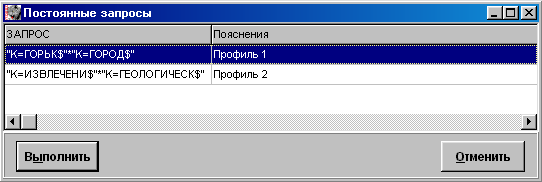 Постоянные запросы
ЗАПРОС Пояснения
"К=ГОРЬК$"*"К=ГОРОД$" Профиль 1
"К=ИЗВЛЕЧЕНИ$"*"К=ГЕОЛОГИЧЕСК$" Профиль 2
Выполнить Отменить